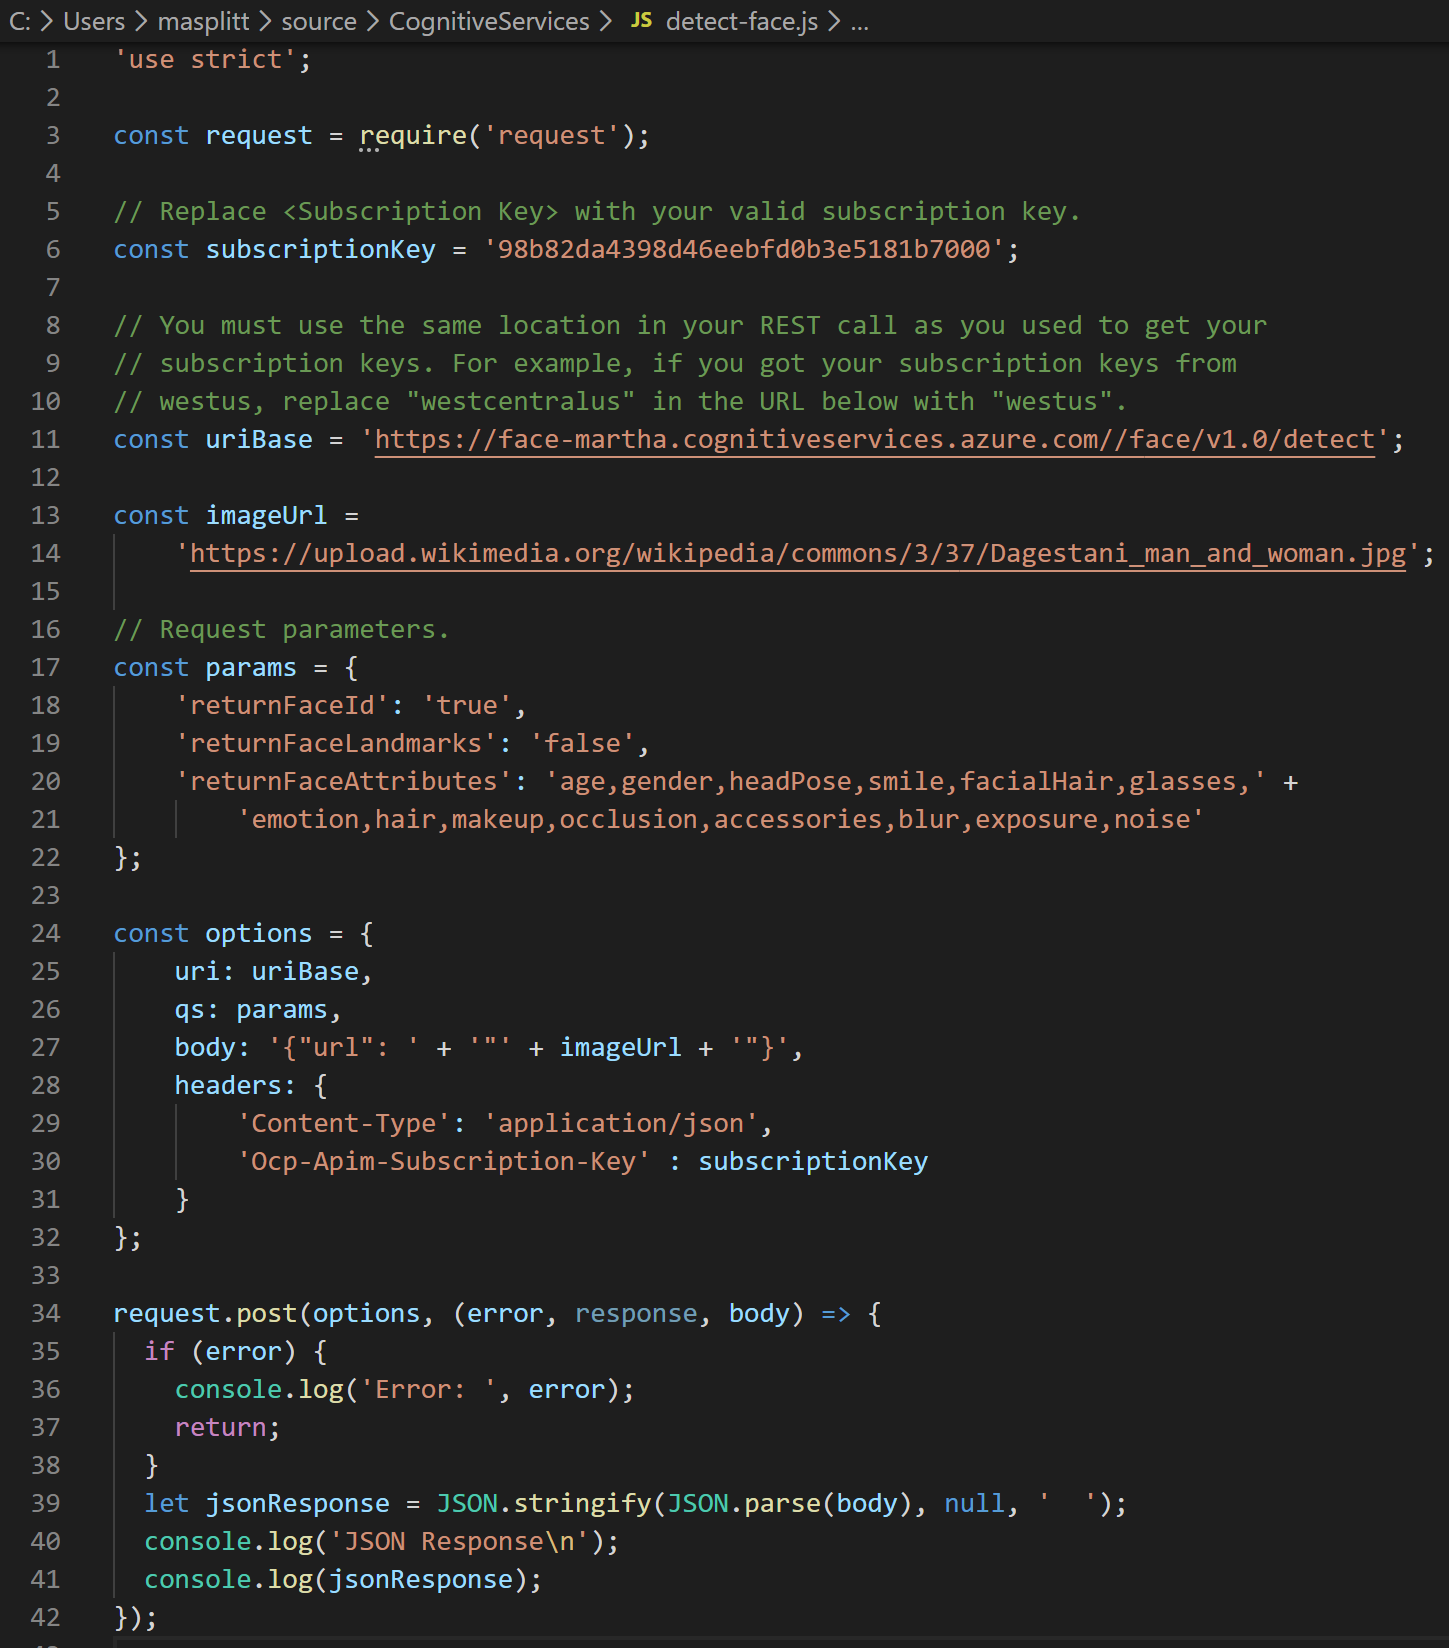 C: > Users > masplitt > source > CognitiveServices > JS detect-face.js > ...
1 'use strict';
2
3 const request = require('request');
4
5 // Replace <Subscription Key> with your valid subscription key.
6 const subscriptionKey = '98b82da4398d46eebfd0b3e5181b7000';
7
8 // You must use the same location in your REST call as you used to get your
9 // subscription keys. For example, if you got your subscription keys from
10 // westus, replace "westcentralus" in the URL below with "westus".
11 const uriBase = 'https://face-martha.cognitiveservices.azure.com//face/v1.0/detect';
12
13 const imageUrl =
14     'https://upload.wikimedia.org/wikipedia/commons/3/37/Dagestani_man_and_woman.jpg';
15
16 // Request parameters.
17 const params = {
18     'returnFaceId': 'true',
19     'returnFaceLandmarks': 'false',
20     'returnFaceAttributes': 'age,gender,headPose,smile,facialHair,glasses,' +
21         'emotion,hair,makeup,occlusion,accessories,blur,exposure,noise'
22 };
23
24 const options = {
25     uri: uriBase,
26     qs: params,
27     body: '{"url": ' + '"' + imageUrl + '"}',
28     headers: {
29         'Content-Type': 'application/json',
30         'Ocp-Apim-Subscription-Key' : subscriptionKey
31     }
32 };
33
34 request.post(options, (error, response, body) => {
35   if (error) {
36     console.log('Error: ', error);
37     return;
38   }
39   let jsonResponse = JSON.stringify(JSON.parse(body), null, '  ');
40   console.log('JSON Response\n');
41   console.log(jsonResponse);
42 });